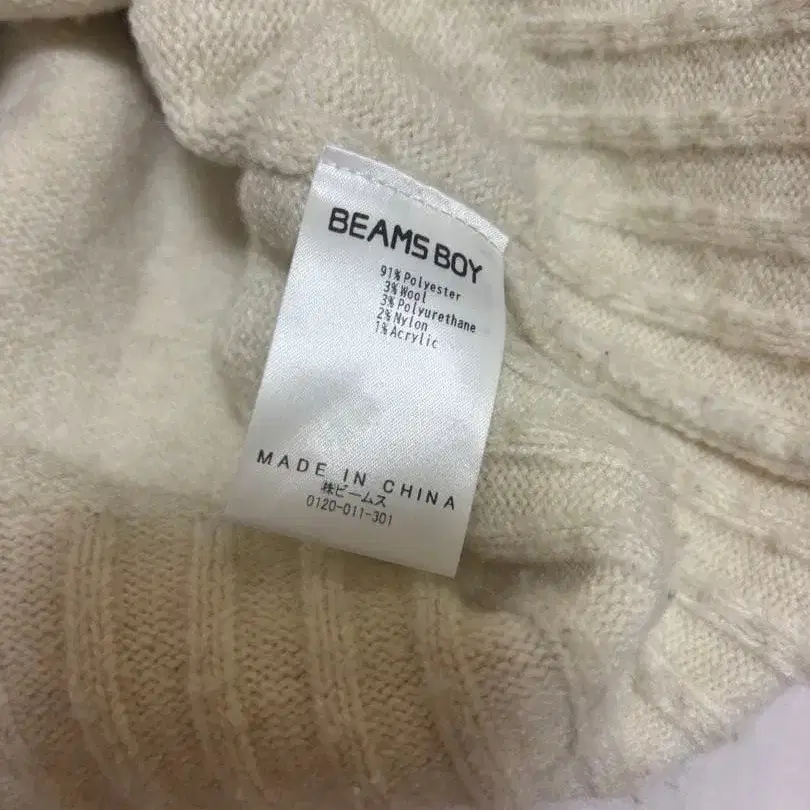 BEAMS BOY
91% Polyester
3% Wool
3% Polyurethane
2% Nylon
1% Acrylic
MADE IN CHINA
㈱ビームス
0120-011-301